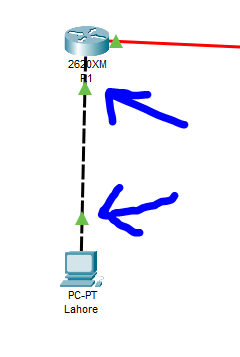 2620XM
R1
PC-PT
Lahore